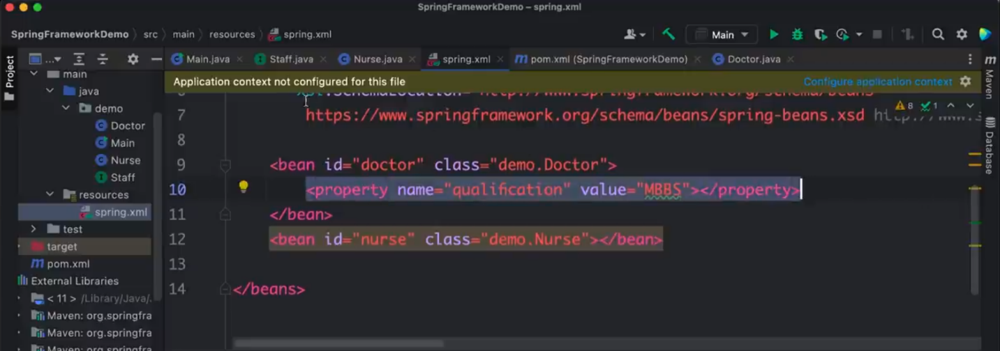 SpringFrameworkDemo – spring.xml
SpringFrameworkDemo › src › main › resources › spring.xml
Main
Project
...
Main.java × Staff.java × Nurse.java × spring.xml × pom.xml (SpringFrameworkDemo) × Doctor.java ×
Application context not configured for this file
Configure application context
main
java
demo
Doctor
Main
Nurse
Staff
resources
spring.xml
test
target
pom.xml
External Libraries
< 11 > /Library/Java/.
Maven: org.springfra
Maven: org.springfra
Maven: org.springfra
6 xsi:schemaLocation="http://www.springframework.org/schema/beans
7 https://www.springframework.org/schema/beans/spring-beans.xsd http://www.s
8
9 <bean id="doctor" class="demo.Doctor">
10 <property name="qualification" value="MBBS"></property>
11 </bean>
12 <bean id="nurse" class="demo.Nurse"></bean>
13
14 </beans>
8 1
Maven
Database